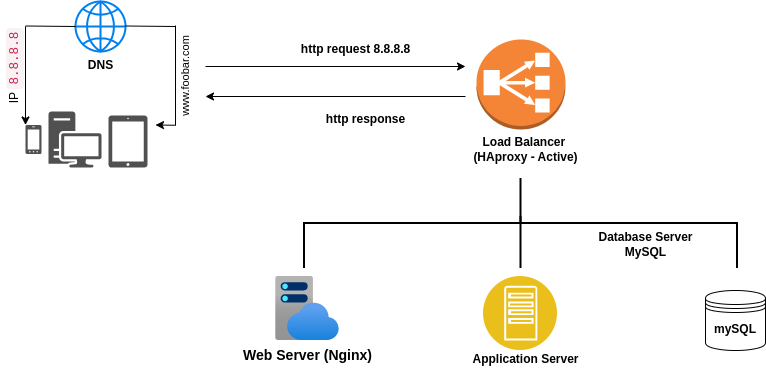 DNS
IP 8.8.8.8
www.foobar.com
http request 8.8.8.8
http response
Load Balancer
(HAproxy - Active)
Database Server
MySQL
Web Server (Nginx)
Application Server
mySQL